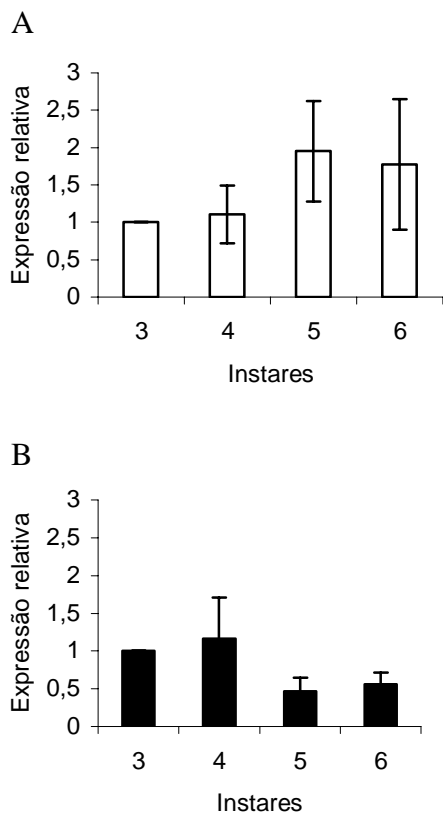 A
Expressão relativa
3
2,5
2
1,5
1
0,5
0
3 4 5 6
Instares
B
Expressão relativa
3
2,5
2
1,5
1
0,5
0
3 4 5 6
Instares